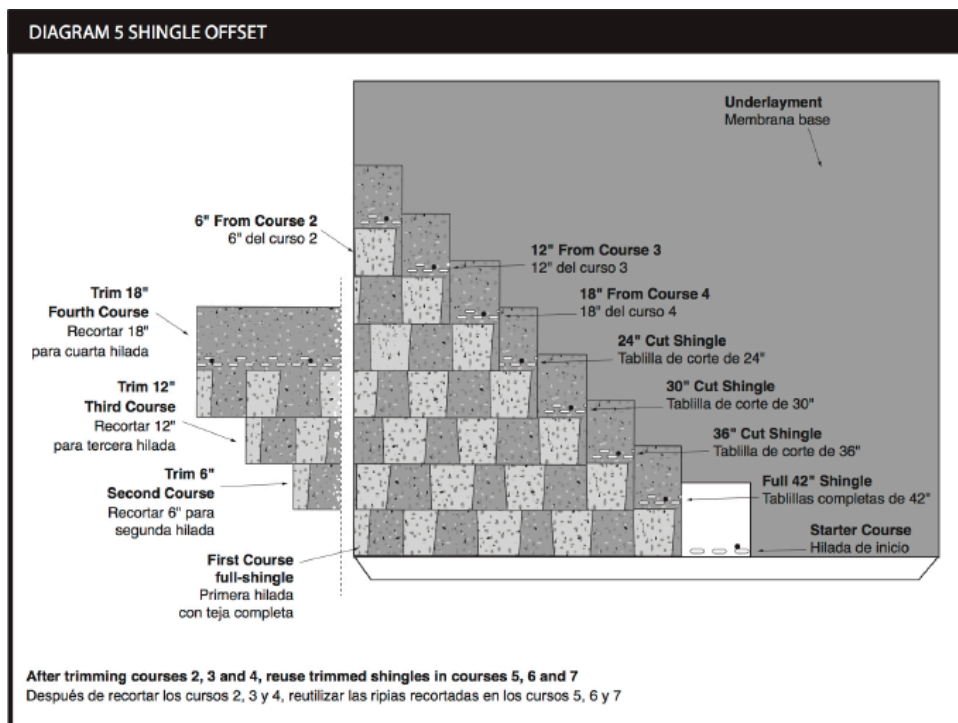 DIAGRAM 5 SHINGLE OFFSET
Underlayment
Membrana base
6" From Course 2
6" del curso 2
12" From Course 3
12" del curso 3
Trim 18"
Fourth Course
Recortar 18"
para cuarta hilada
18" From Course 4
18" del curso 4
24" Cut Shingle
Tablilla de corte de 24"
Trim 12"
Third Course
Recortar 12"
para tercera hilada
30" Cut Shingle
Tablilla de corte de 30"
36" Cut Shingle
Tablilla de corte de 36"
Trim 6"
Second Course
Recortar 6" para
segunda hilada
Full 42" Shingle
Tablillas completas de 42"
Starter Course
Hilada de inicio
First Course
full-shingle
Primera hilada
con teja completa
After trimming courses 2, 3 and 4, reuse trimmed shingles in courses 5, 6 and 7
Después de recortar los cursos 2, 3 y 4, reutilizar las ripias recortadas en los cursos 5, 6 y 7